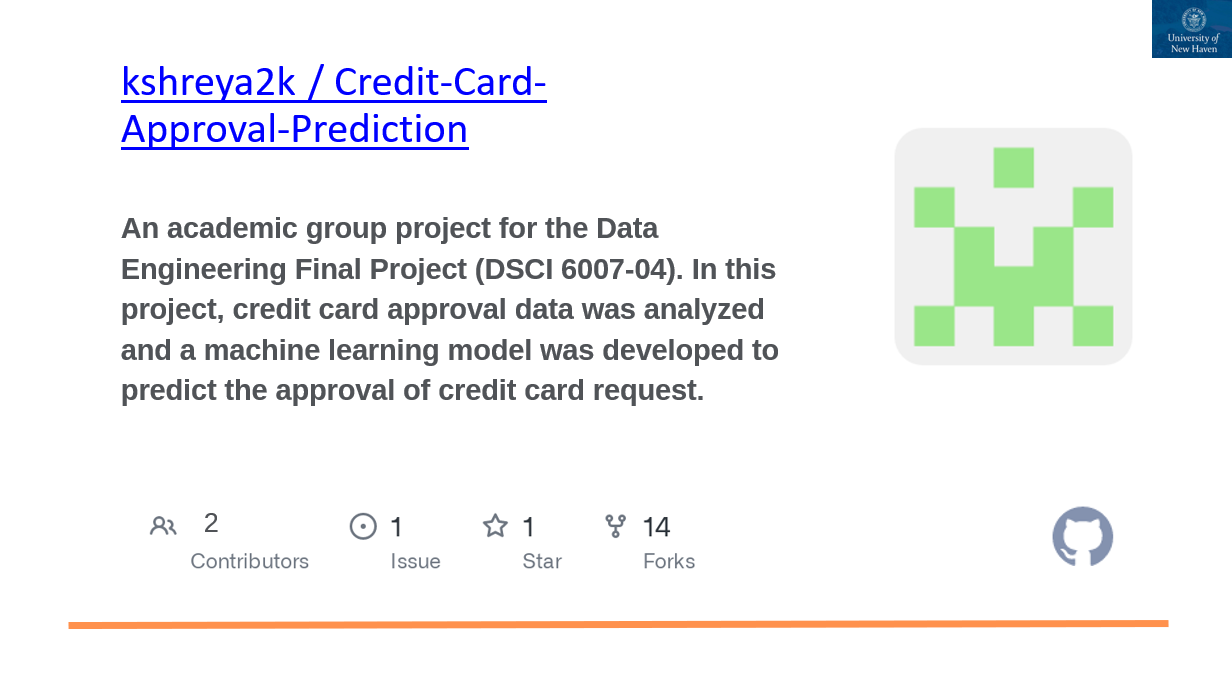 University of
New Haven
kshreya2k / Credit-Card-
Approval-Prediction
An academic group project for the Data
Engineering Final Project (DSCI 6007-04). In this
project, credit card approval data was analyzed
and a machine learning model was developed to
predict the approval of credit card request.
2
Contributors
1
Issue
1
Star
14
Forks